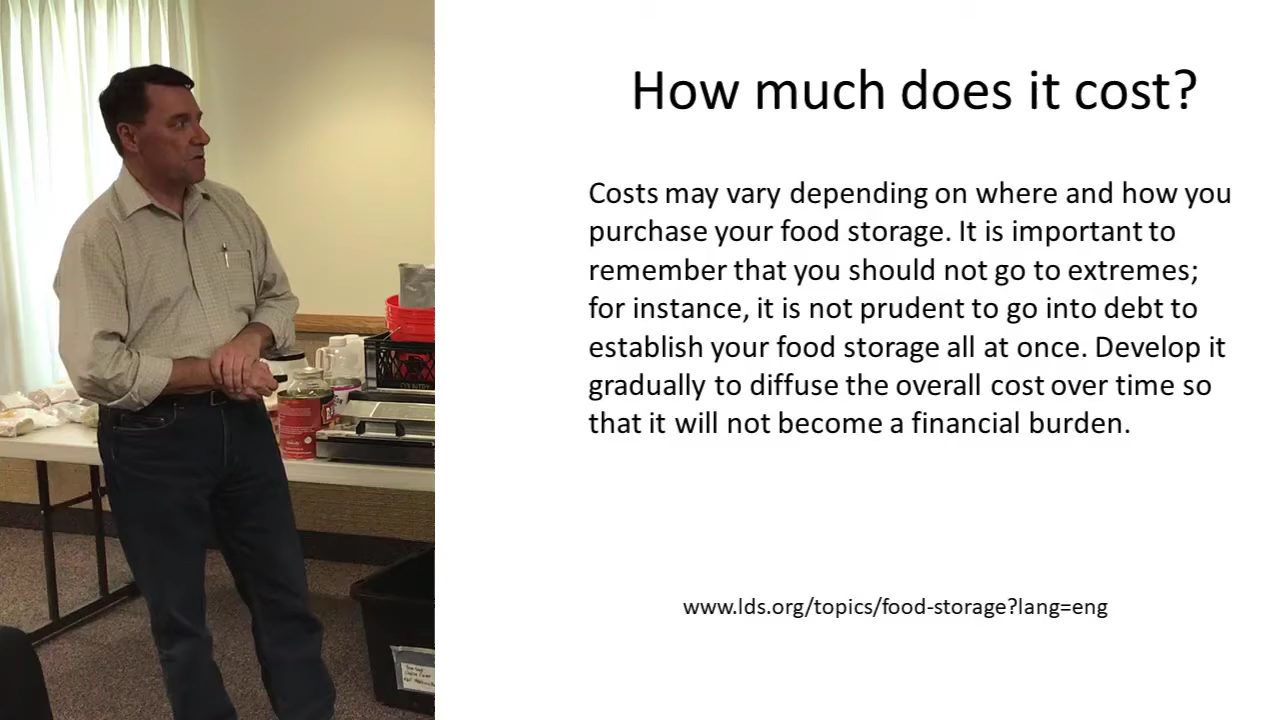 How much does it cost?
Costs may vary depending on where and how you
purchase your food storage. It is important to
remember that you should not go to extremes;
for instance, it is not prudent to go into debt to
establish your food storage all at once. Develop it
gradually to diffuse the overall cost over time so
that it will not become a financial burden.
www.lds.org/topics/food-storage?lang=eng